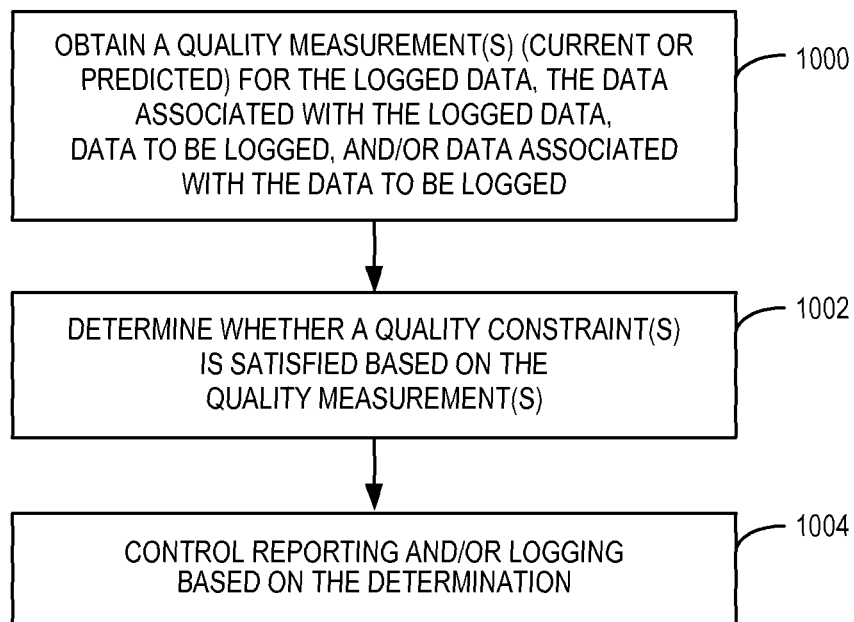 OBTAIN A QUALITY MEASUREMENT(S) (CURRENT OR
PREDICTED) FOR THE LOGGED DATA, THE DATA
ASSOCIATED WITH THE LOGGED DATA,
DATA TO BE LOGGED, AND/OR DATA ASSOCIATED
WITH THE DATA TO BE LOGGED
1000
DETERMINE WHETHER A QUALITY CONSTRAINT(S)
IS SATISFIED BASED ON THE
QUALITY MEASUREMENT(S)
1002
CONTROL REPORTING AND/OR LOGGING
BASED ON THE DETERMINATION
1004